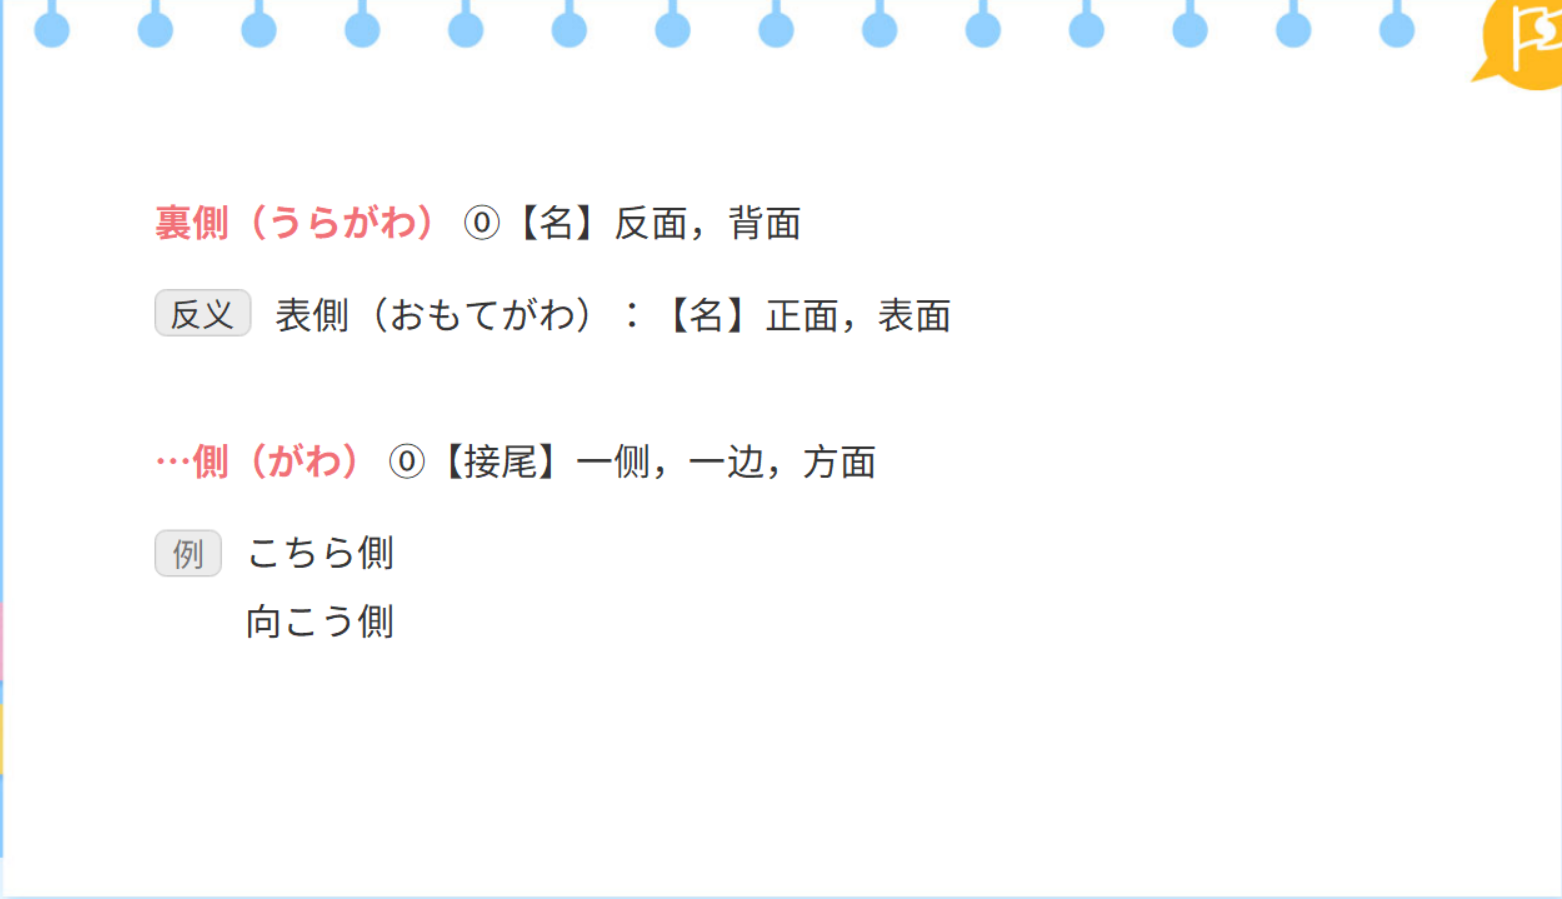 裏側（うらがわ） ⓪【名】反面，背面
反义 表側（おもてがわ）：【名】正面，表面
…側（がわ） ⓪【接尾】一侧，一边，方面
例 こちら側
向こう側